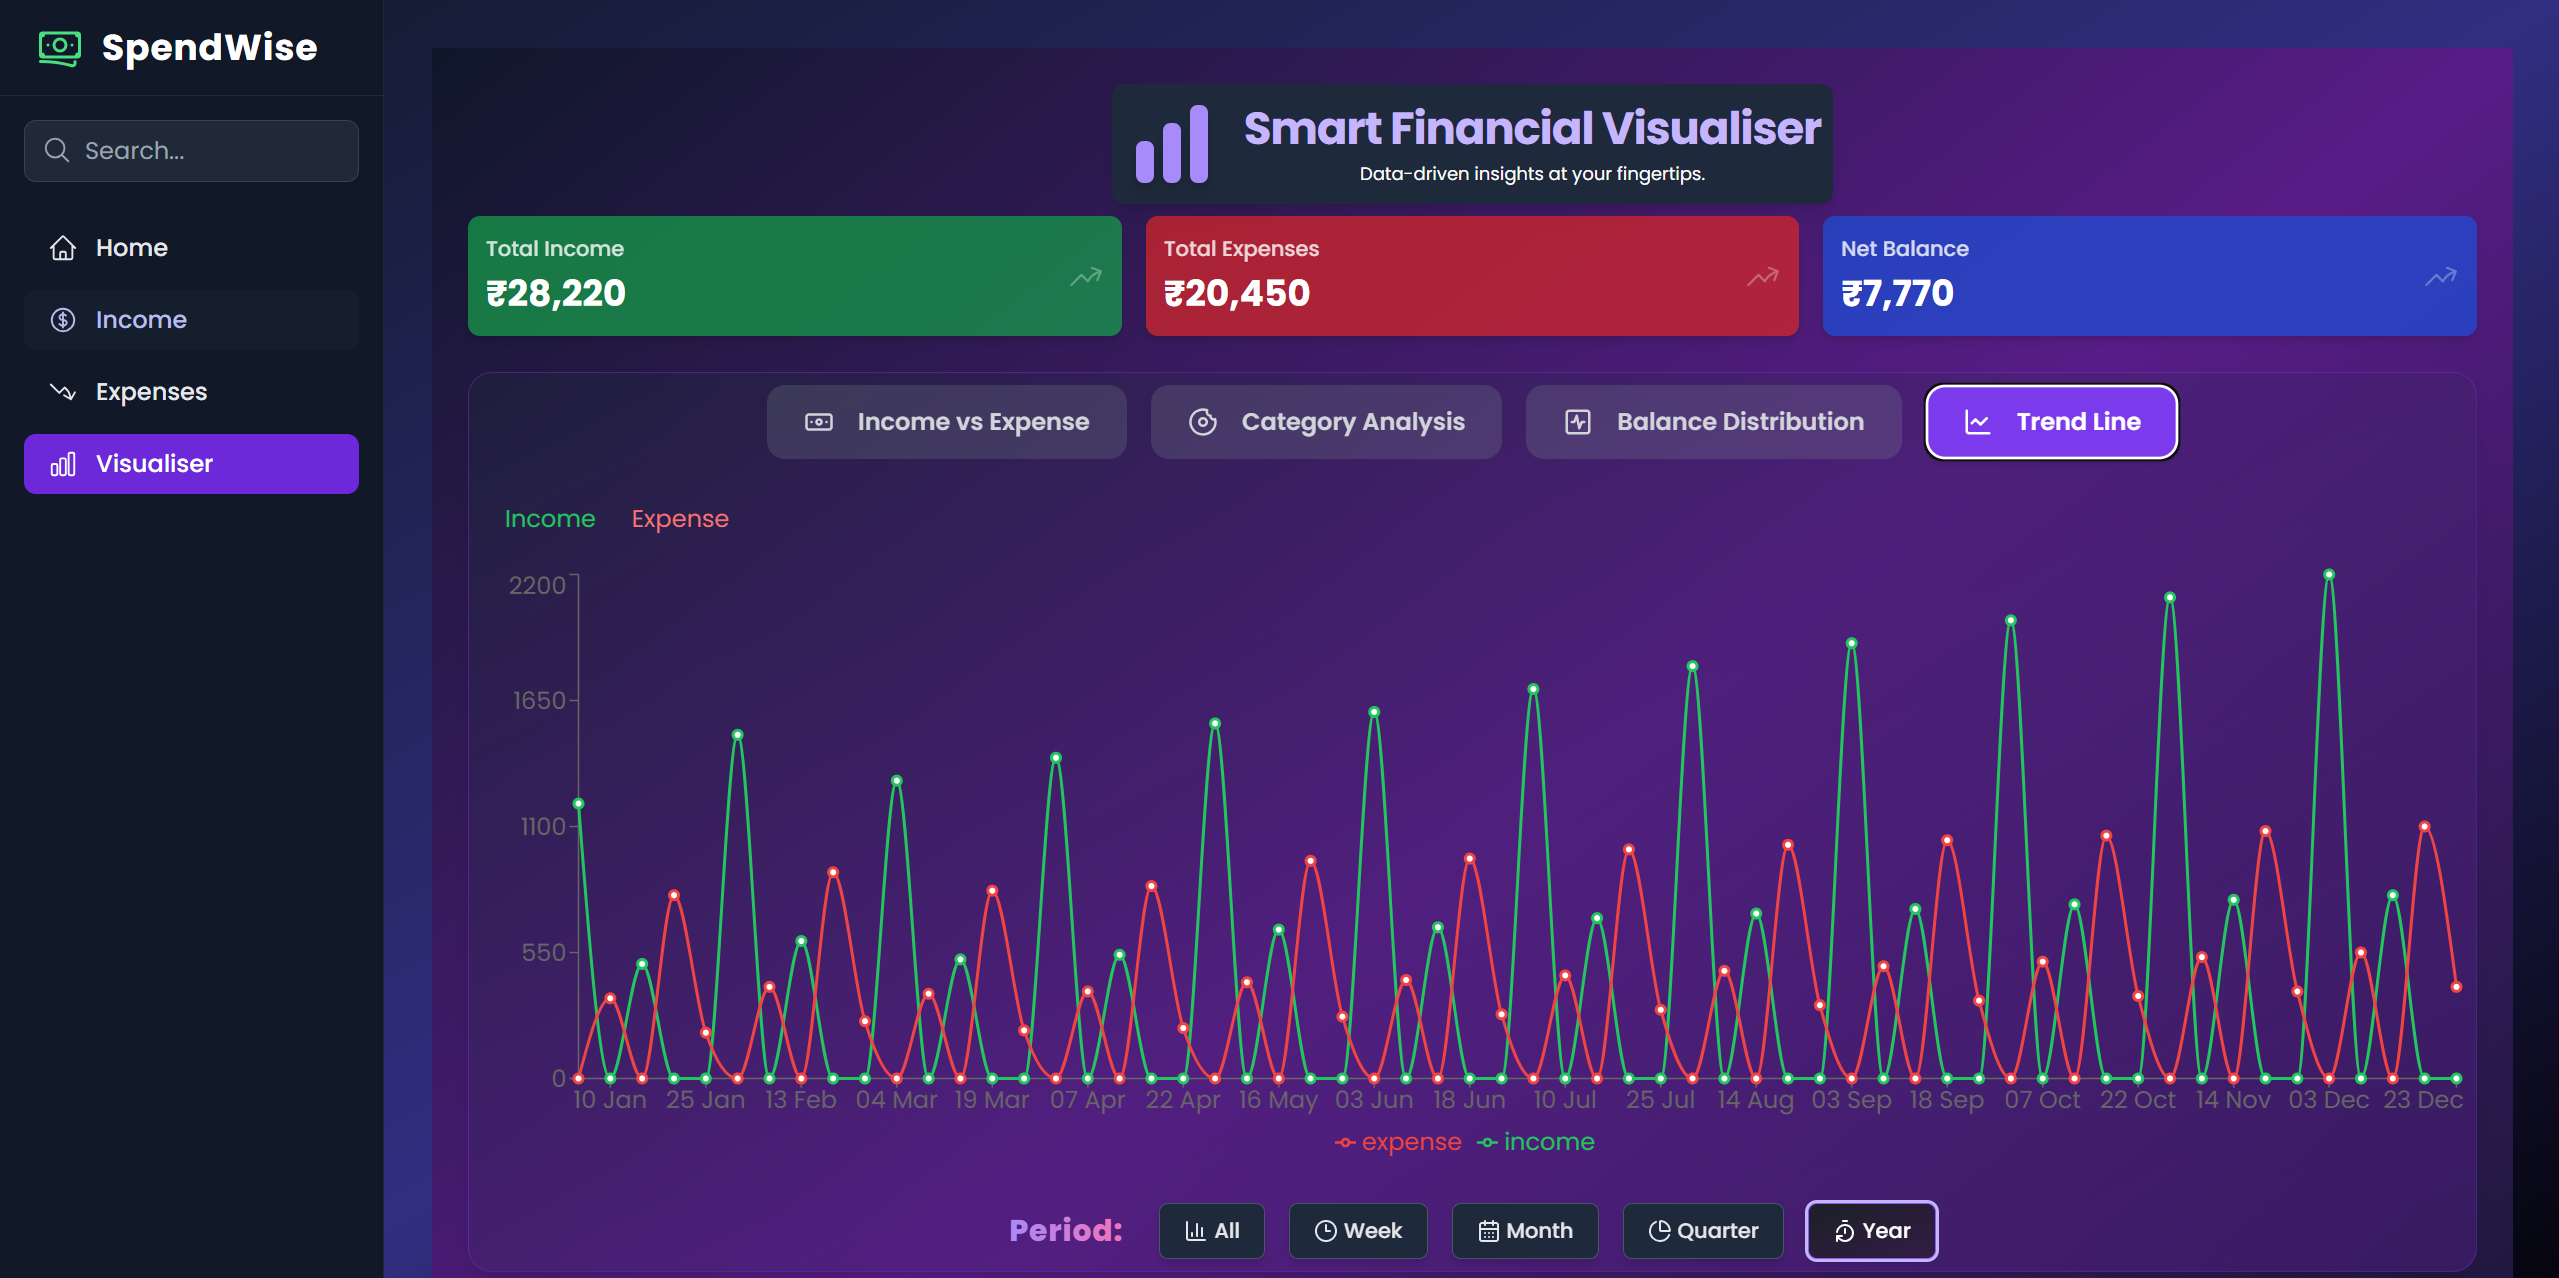 SpendWise
Search...
Home
Income
Expenses
Visualiser
Smart Financial Visualiser
Data-driven insights at your fingertips.
Total Income
₹28,220
Total Expenses
₹20,450
Net Balance
₹7,770
Income vs Expense
Category Analysis
Balance Distribution
Trend Line
Income Expense
2200
1650
1100
550
0
10 Jan 25 Jan 13 Feb 04 Mar 19 Mar 07 Apr 22 Apr 16 May 03 Jun 18 Jun 10 Jul 25 Jul 14 Aug 03 Sep 18 Sep 07 Oct 22 Oct 14 Nov 03 Dec 23 Dec
expense income
Period: All Week Month Quarter Year